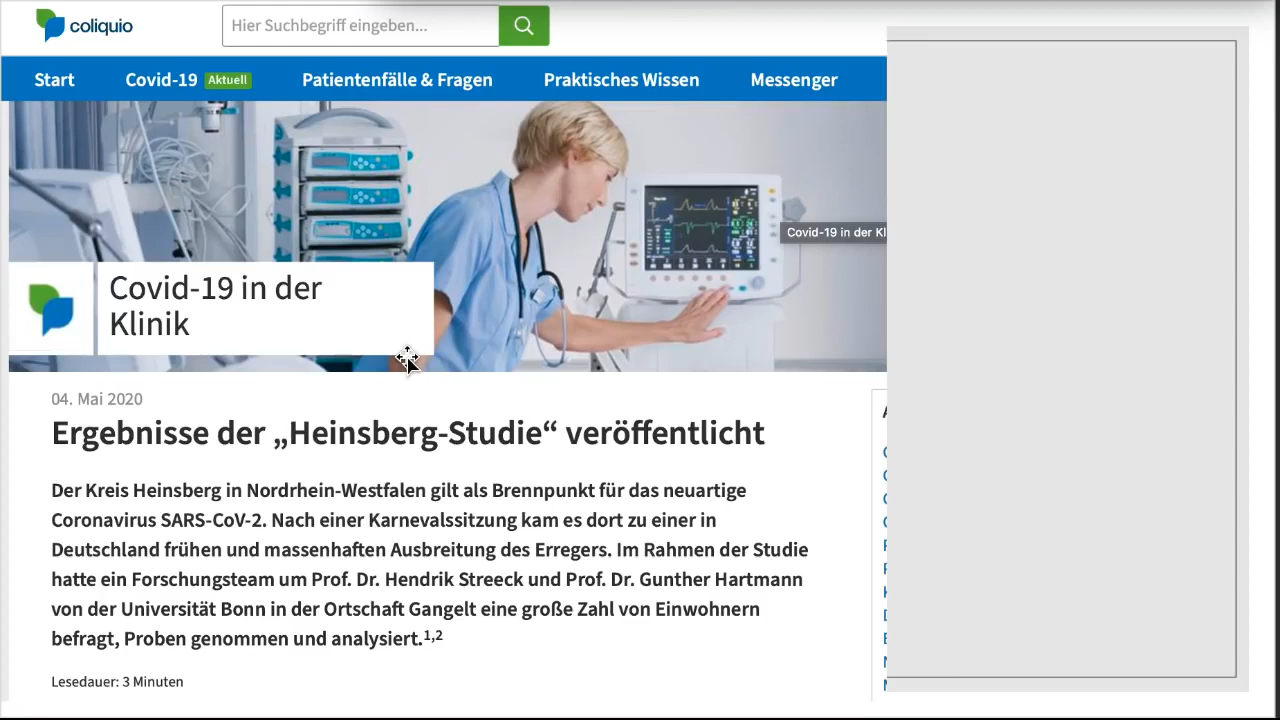 coliquio
Hier Suchbegriff eingeben...
Start Covid-19 Aktuell Patientenfälle & Fragen Praktisches Wissen Messenger
Covid-19 in der Kl
Covid-19 in der
Klinik
04. Mai 2020
Ergebnisse der „Heinsberg-Studie“ veröffentlicht
Der Kreis Heinsberg in Nordrhein-Westfalen gilt als Brennpunkt für das neuartige
Coronavirus SARS-CoV-2. Nach einer Karnevalssitzung kam es dort zu einer in
Deutschland frühen und massenhaften Ausbreitung des Erregers. Im Rahmen der Studie
hatte ein Forschungsteam um Prof. Dr. Hendrik Streeck und Prof. Dr. Gunther Hartmann
von der Universität Bonn in der Ortschaft Gangelt eine große Zahl von Einwohnern
befragt, Proben genommen und analysiert.1,2
Lesedauer: 3 Minuten